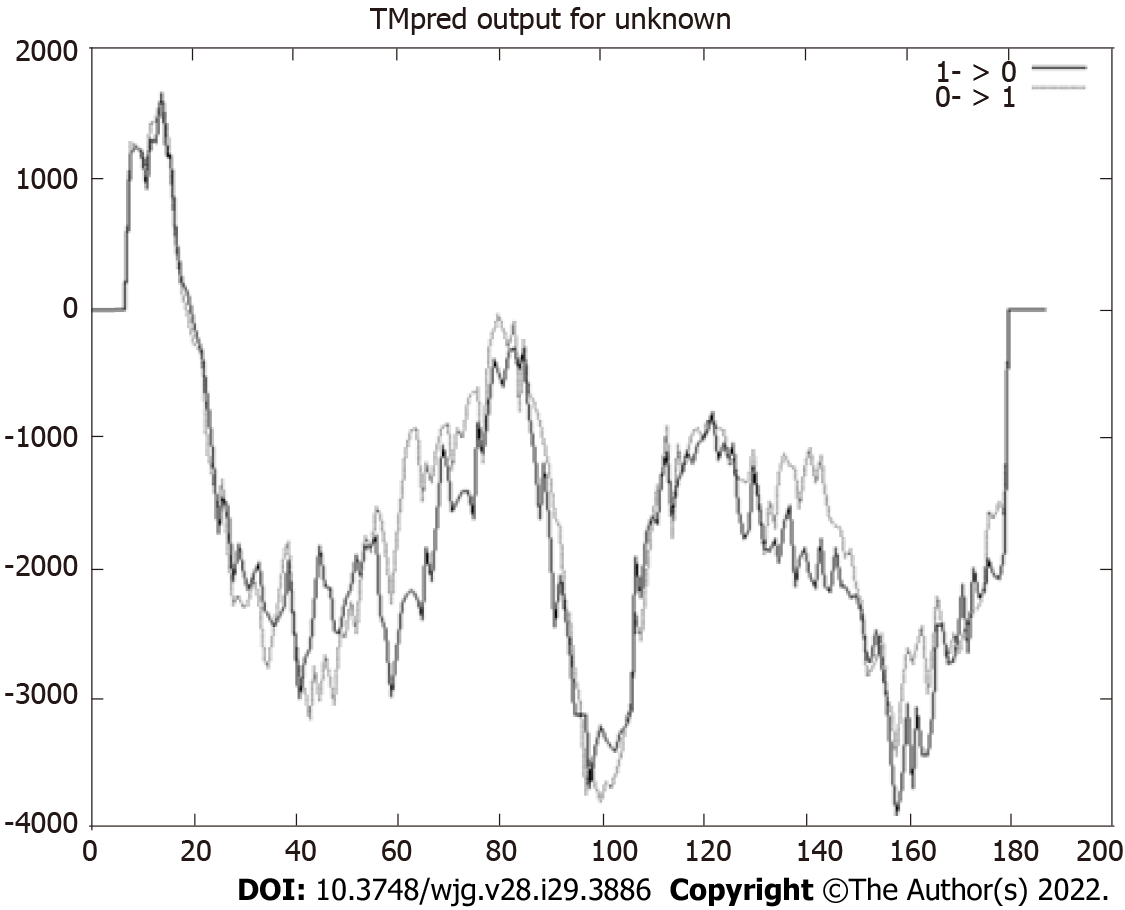 TMpred output for unknown
2000
1- > 0
0- > 1
1000
0
-1000
-2000
-3000
-4000
0 20 40 60 80 100 120 140 160 180 200
DOI: 10.3748/wjg.v28.i29.3886 Copyright ©The Author(s) 2022.